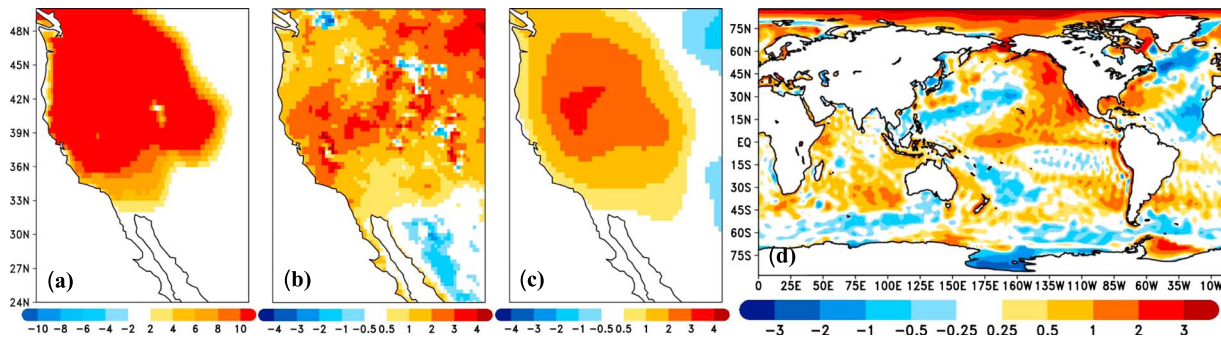 48N
45N
42N
39N
36N
33N
30N
27N
24N
(a)
(b)
(c)
(d)
75N
60N
45N
30N
15N
EQ
15S
30S
45S
60S
75S
0 25E 50E 75E 100E 125E 150E 175E 160W 135W 110W 85W 60W 35W 10W
-10 -8 -6 -4 -2 2 4 6 8 10
-4 -3 -2 -1 -0.5 0.5 1 2 3 4
-4 -3 -2 -1 -0.5 0.5 1 2 3 4
-3 -2 -1 -0.5 -0.25 0.25 0.5 1 2 3